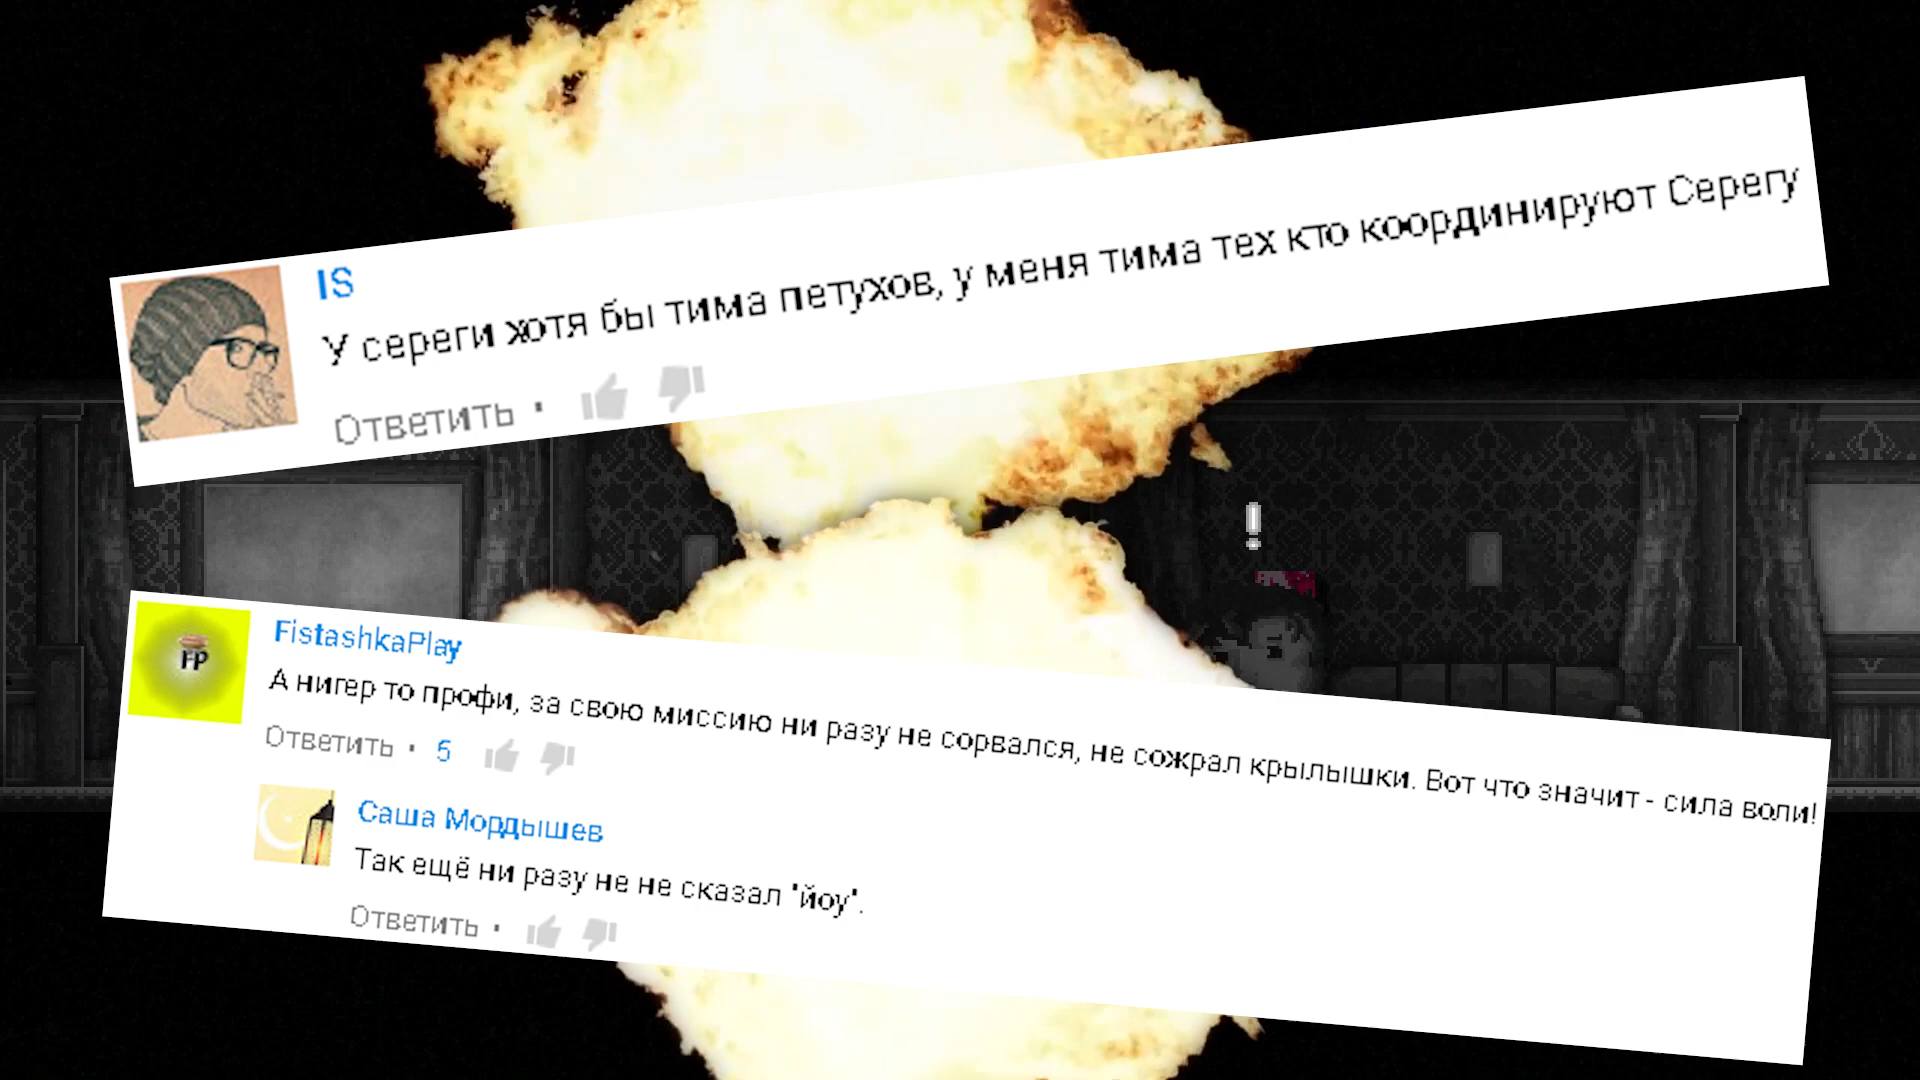 IS
У сереги хотя бы тима петухов, у меня тима тех кто координируют Серегу
Ответить •
FP
FistashkaPlay
А нигер то профи, за свою миссию ни разу не сорвался, не сожрал крылышки. Вот что значит - сила воли!
Ответить • 5
Саша Мордышев
Так ещё ни разу не не сказал "йоу".
Ответить •